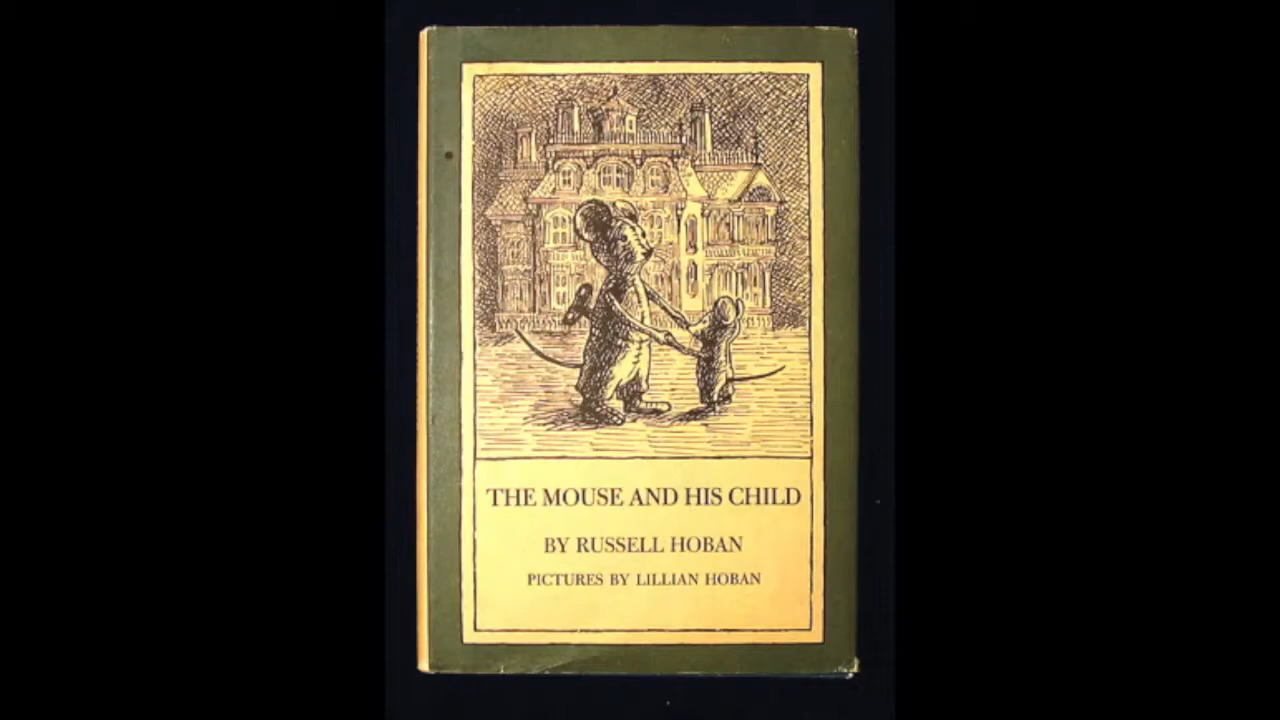 THE MOUSE AND HIS CHILD
BY RUSSELL HOBAN
PICTURES BY LILLIAN HOBAN